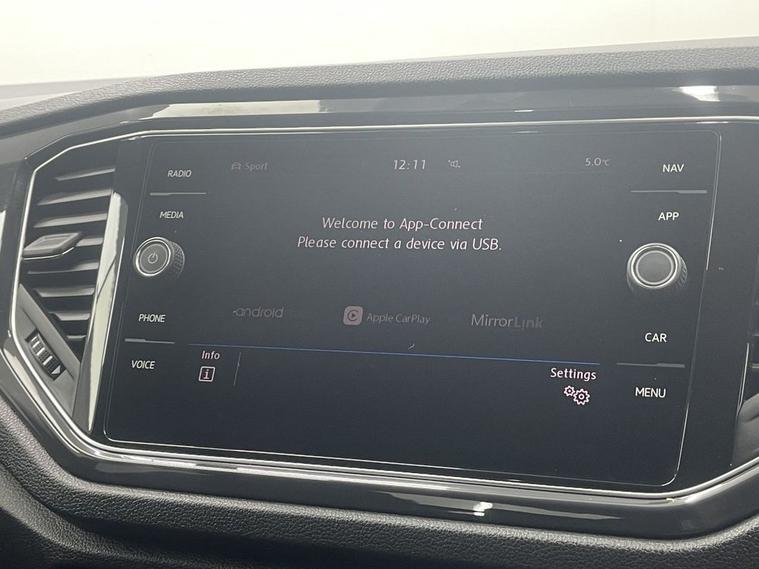 RADIO
Sport
12:11
5.0°C
NAV
MEDIA
APP
Welcome to App-Connect
Please connect a device via USB.
android
Apple CarPlay
MirrorLink
PHONE
CAR
VOICE
Info
i
Settings
MENU